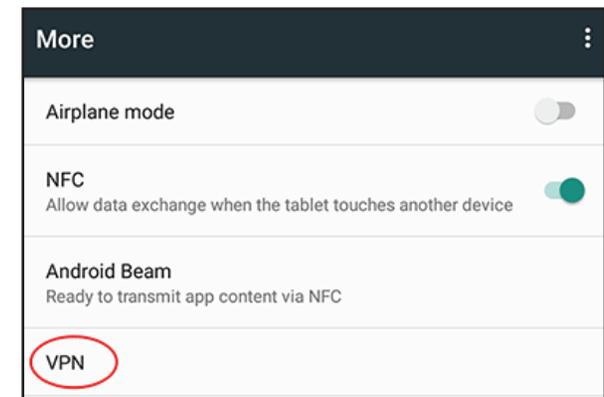 More
Airplane mode
NFC
Allow data exchange when the tablet touches another device
Android Beam
Ready to transmit app content via NFC
VPN